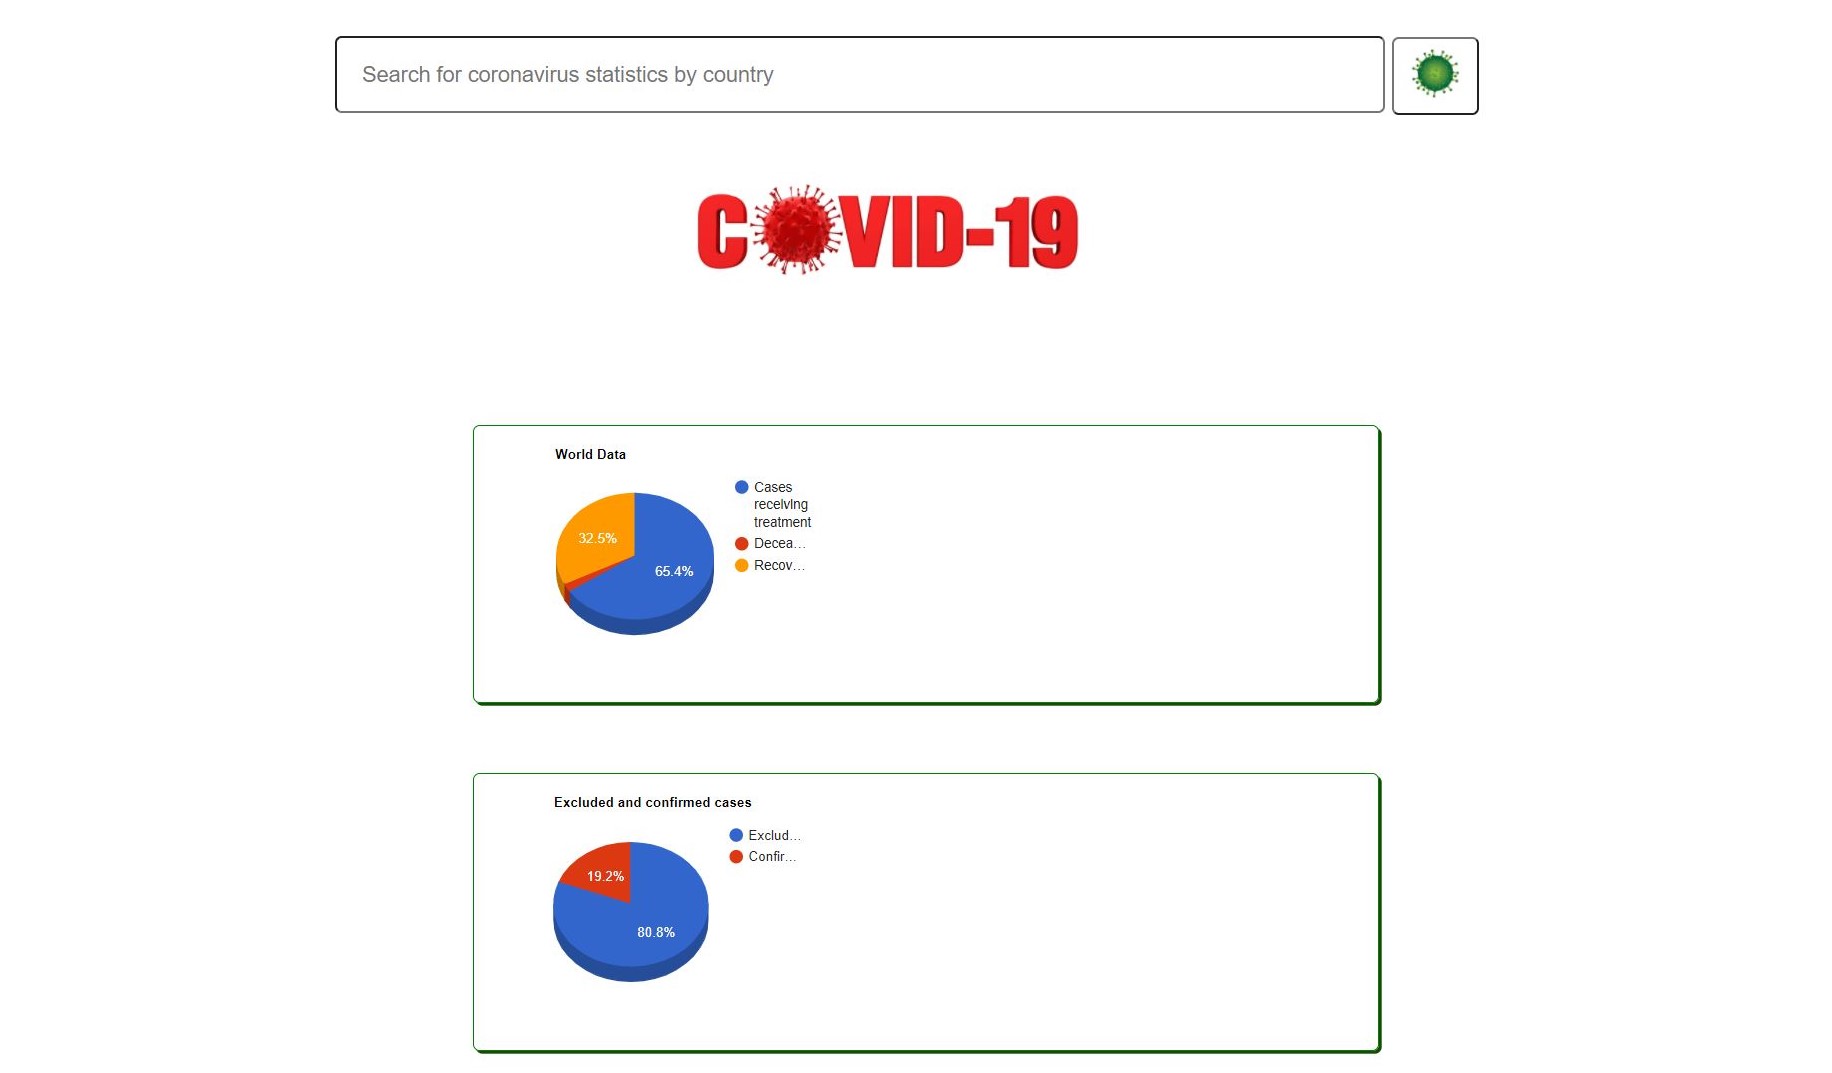 Search for coronavirus statistics by country
COVID-19
World Data
Cases
receiving
treatment
Decea...
Recov...
32.5%
65.4%
Excluded and confirmed cases
Exclud...
Confir...
19.2%
80.8%